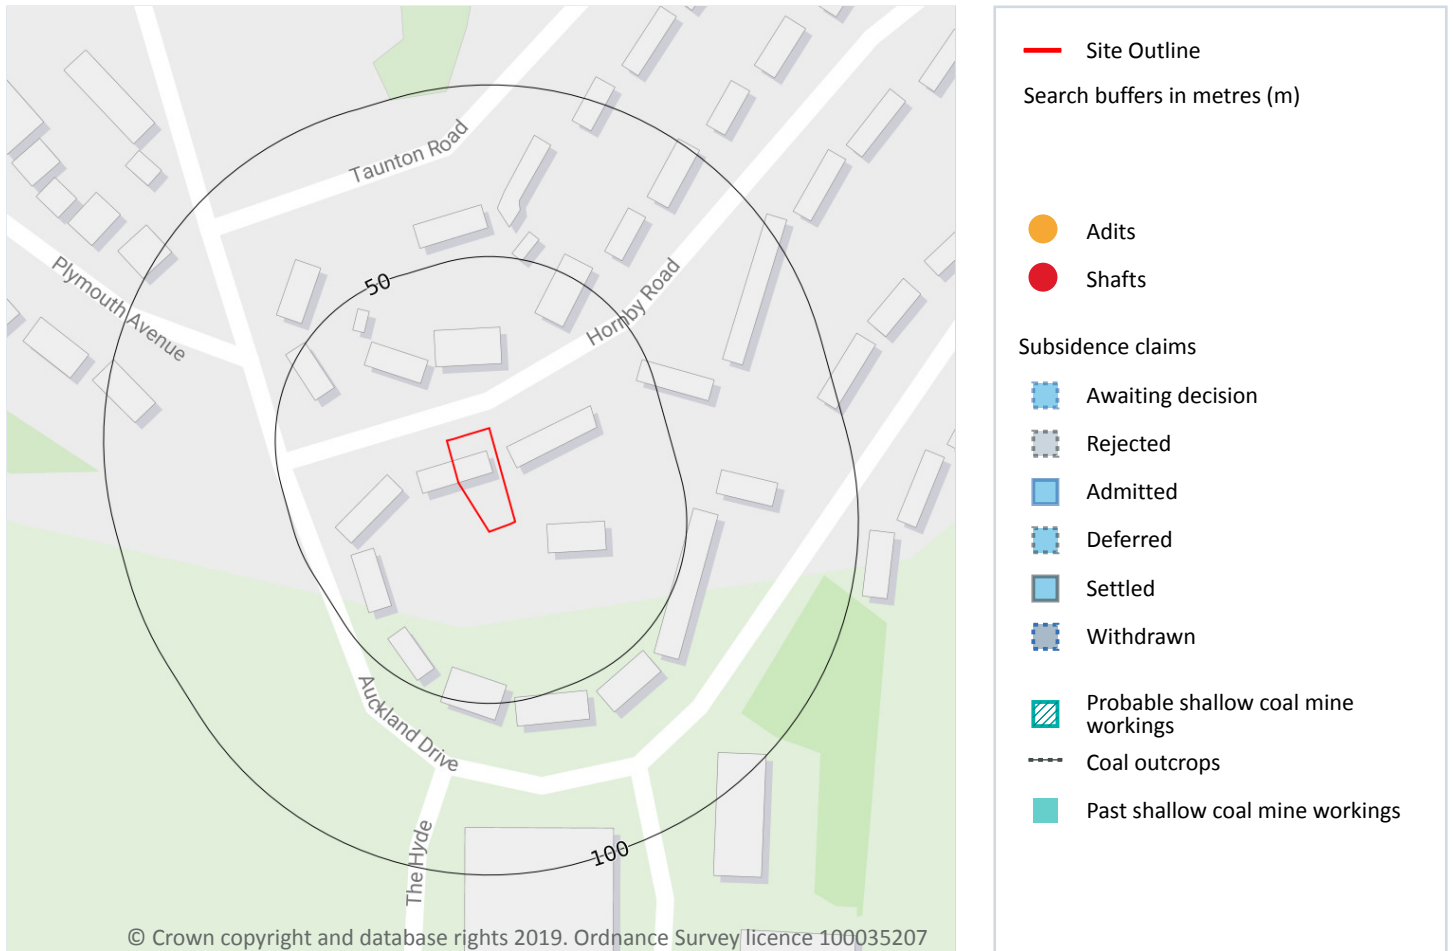 Taunton Road
Plymouth Avenue
50
Hornby Road
Auckland Drive
100
The Hyde
© Crown copyright and database rights 2019. Ordnance Survey licence 100035207
Site Outline
Search buffers in metres (m)
Adits
Shafts
Subsidence claims
Awaiting decision
Rejected
Admitted
Deferred
Settled
Withdrawn
Probable shallow coal mine
workings
Coal outcrops
Past shallow coal mine workings